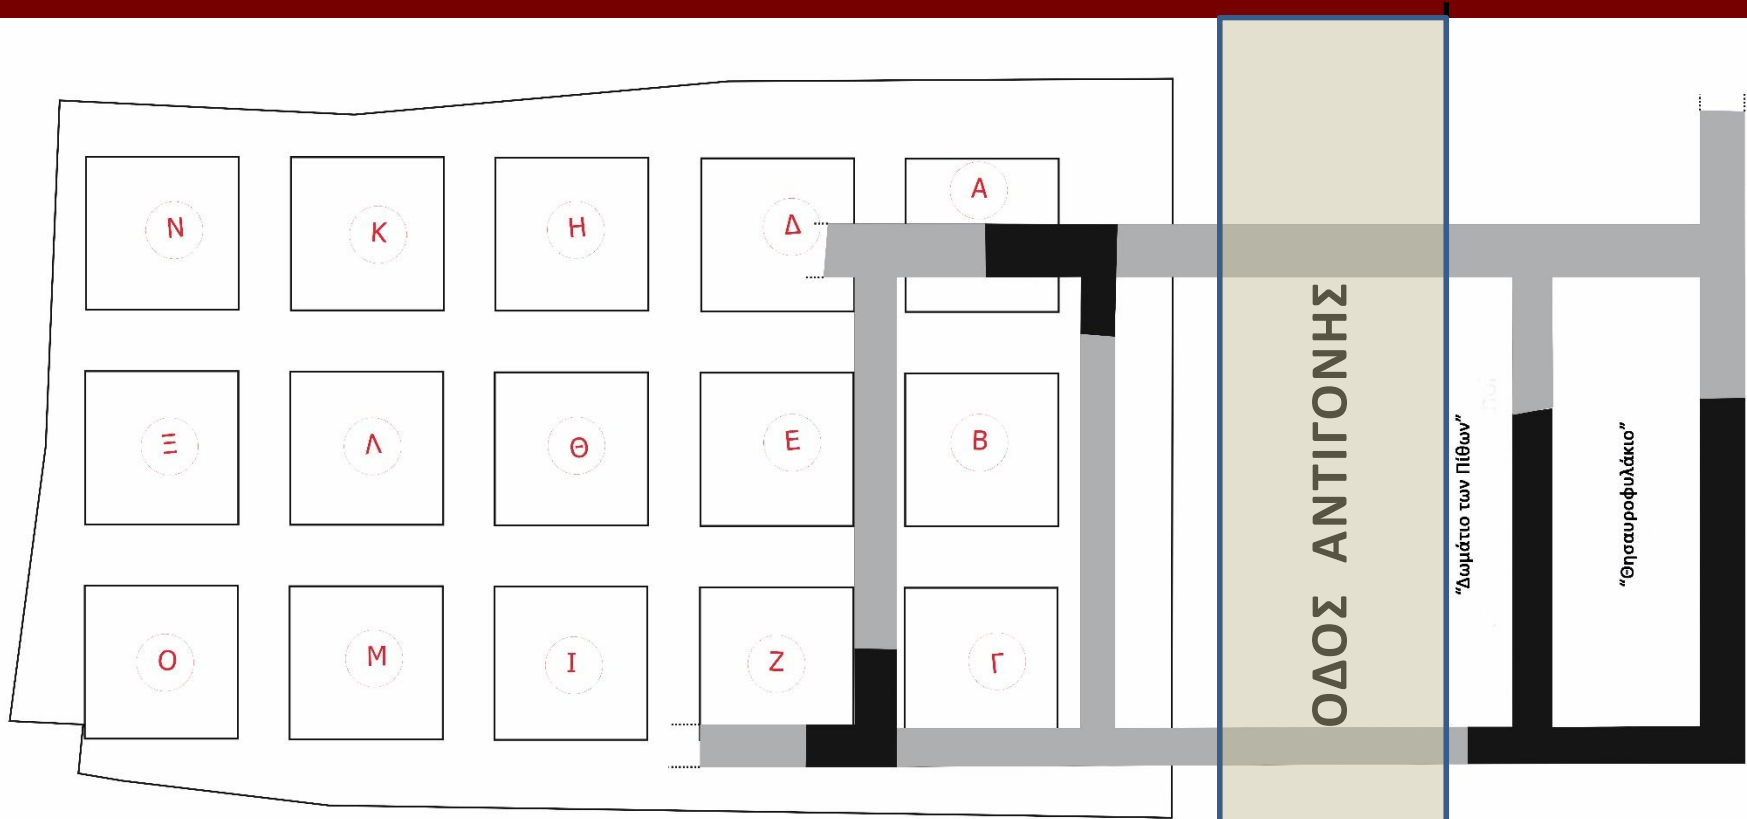 Ν
Κ
Η
Δ
Α
Ξ
Λ
Θ
Ε
Β
Ο
Μ
Ι
Ζ
Γ
ΟΔΟΣ ΑΝΤΙΓΟΝΗΣ
“Δωμάτιο των Πίθων”
“Θησαυροφυλάκιο”